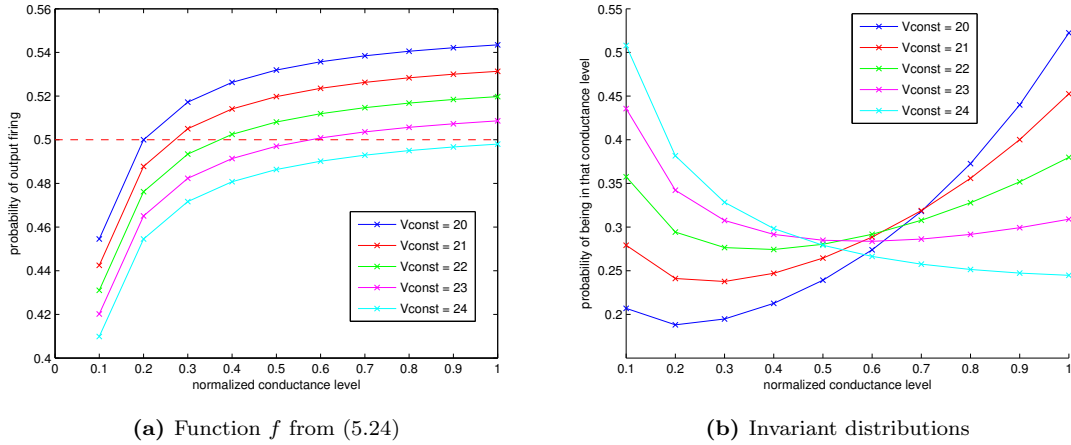 0.56
0.54
0.52
0.5
0.48
0.46
0.44
0.42
0.4
probability of output firing
0
0.1
0.2
0.3
0.4
0.5
0.6
0.7
0.8
0.9
1
normalized conductance level
Vconst = 20
Vconst = 21
Vconst = 22
Vconst = 23
Vconst = 24
(a) Function f from (5.24)
0.55
0.5
0.45
0.4
0.35
0.3
0.25
0.2
probability of being in that conductance level
0.1
0.2
0.3
0.4
0.5
0.6
0.7
0.8
0.9
1
normalized conductance level
Vconst = 20
Vconst = 21
Vconst = 22
Vconst = 23
Vconst = 24
(b) Invariant distributions